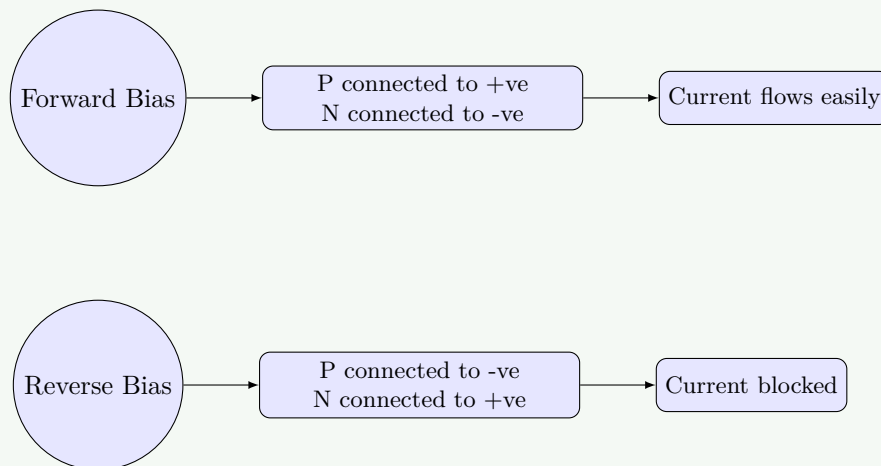 Forward Bias
P connected to +ve
N connected to -ve
Current flows easily
Reverse Bias
P connected to -ve
N connected to +ve
Current blocked